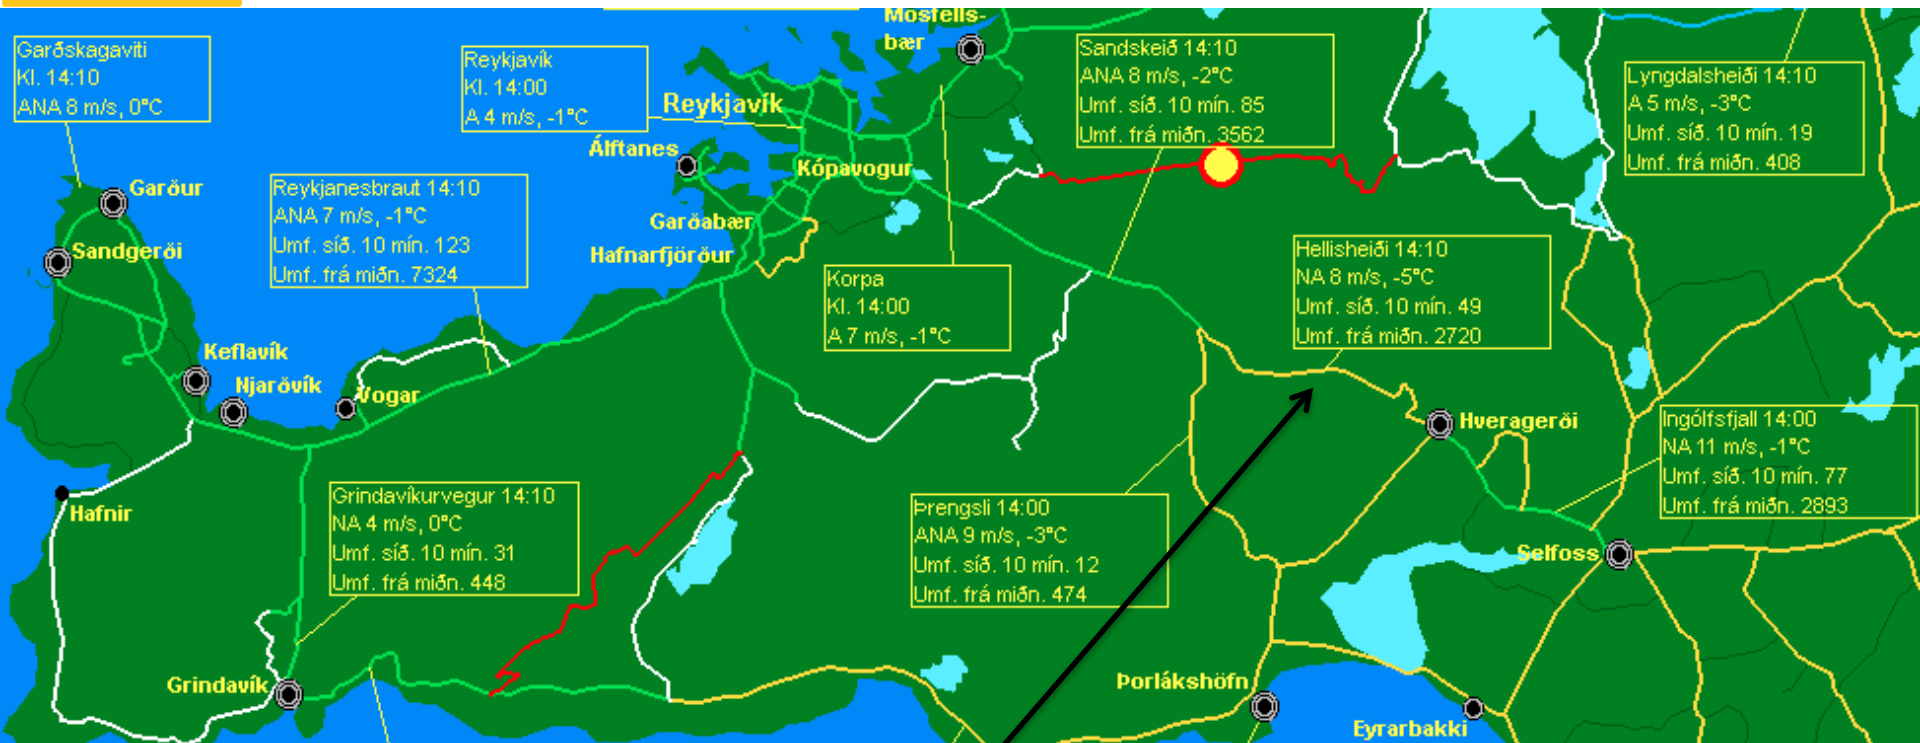 Garðskagaviti
Kl. 14:10
ANA 8 m/s, 0°C
Reykjavík
Kl. 14:00
A 4 m/s, -1°C
Mosfells-
bær
Sandskeið 14:10
ANA 8 m/s, -2°C
Umf. síð. 10 mín. 85
Umf. frá miðn. 3562
Lyngdalsheiði 14:10
A 5 m/s, -3°C
Umf. síð. 10 mín. 19
Umf. frá miðn. 408
Reykjavík
Álftanes
Kópavogur
Garðabær
Hafnarfjörður
Garður
Sandgerði
Reykjanesbraut 14:10
ANA 7 m/s, -1°C
Umf. síð. 10 mín. 123
Umf. frá miðn. 7324
Korpa
Kl. 14:00
A 7 m/s, -1°C
Hellisheiði 14:10
NA 8 m/s, -5°C
Umf. síð. 10 mín. 49
Umf. frá miðn. 2720
Keflavík
Njarðvík
Vogar
Hveragerði
Ingólfsfjall 14:00
NA 11 m/s, -1°C
Umf. síð. 10 mín. 77
Umf. frá miðn. 2893
Hafnir
Grindavíkurvegur 14:10
NA 4 m/s, 0°C
Umf. síð. 10 mín. 31
Umf. frá miðn. 448
Þrengsli 14:00
ANA 9 m/s, -3°C
Umf. síð. 10 mín. 12
Umf. frá miðn. 474
Selfoss
Grindavík
Þorlákshöfn
Eyrarbakki